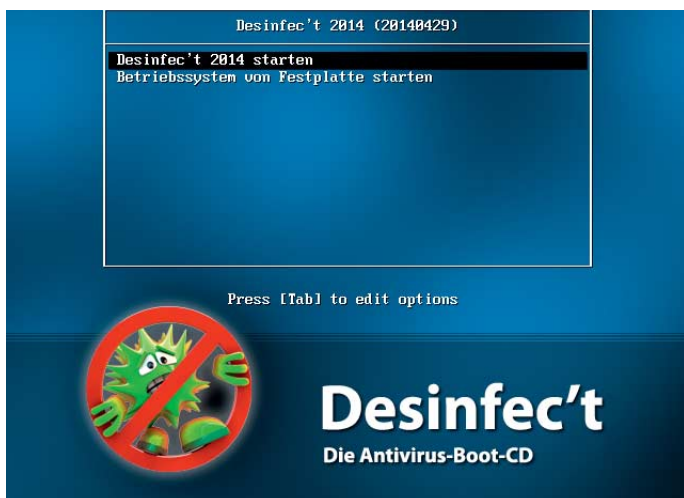 Desinfec't 2014 (20140429)
Desinfec't 2014 starten
Betriebssystem von Festplatte starten
Press [Tab] to edit options
Desinfec't
Die Antivirus-Boot-CD